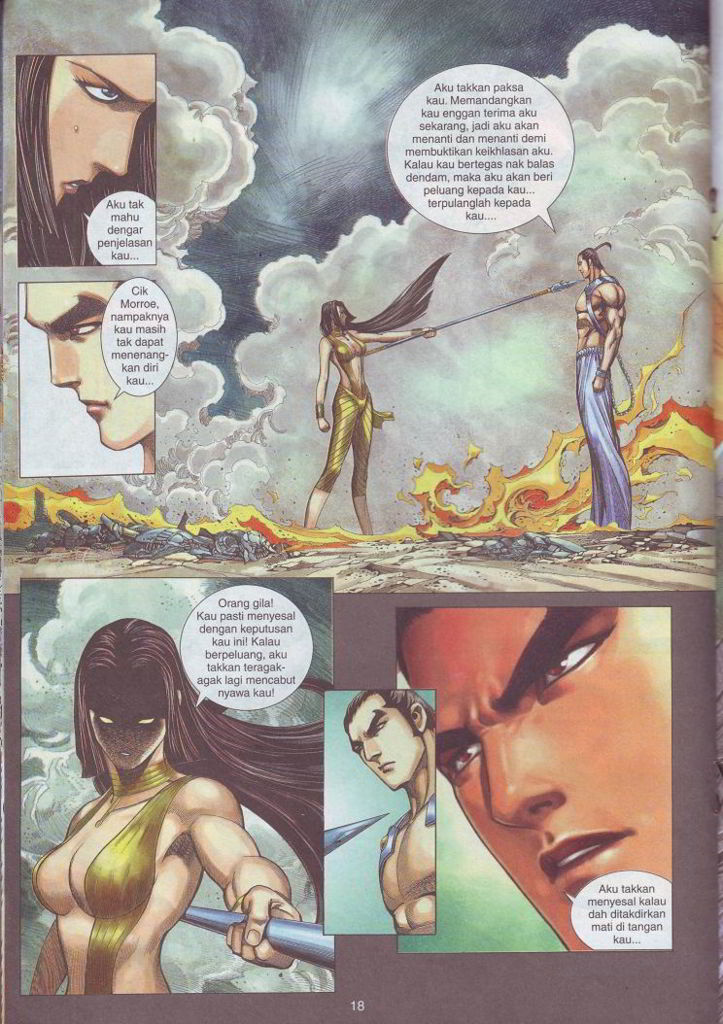 Aku tak
mahu
dengar
penjelasan
kau...
Aku takkan paksa
kau. Memandangkan
kau enggan terima aku
sekarang, jadi aku akan
menanti dan menanti demi
membuktikan keikhlasan aku.
Kalau kau bertegas nak balas
dendam, maka aku akan beri
peluang kepada kau...
terpulanglah kepada
kau....
Cik
Morroe,
nampaknya
kau masih
tak dapat
menenang-
kan diri
kau...
Orang gila!
Kau pasti menyesal
dengan keputusan
kau ini! Kalau
berpeluang, aku
takkan teragak-
agak lagi mencabut
nyawa kau!
Aku takkan
menyesal kalau
dah ditakdirkan
mati di tangan
kau...
18